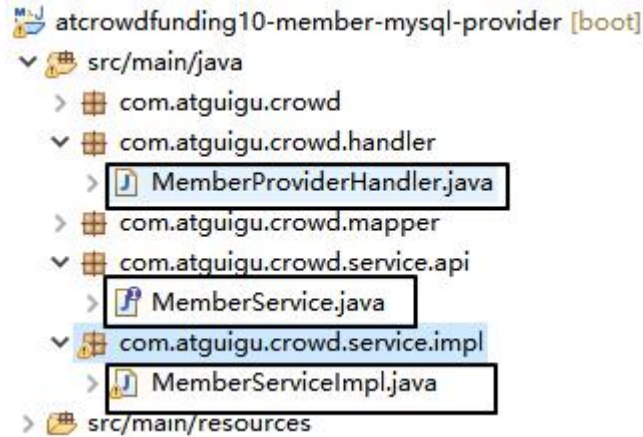 atcrowdfunding10-member-mysql-provider [boot]
src/main/java
com.atguigu.crowd
com.atguigu.crowd.handler
MemberProviderHandler.java
com.atguigu.crowd.mapper
com.atguigu.crowd.service.api
MemberService.java
com.atguigu.crowd.service.impl
MemberServiceImpl.java
src/main/resources